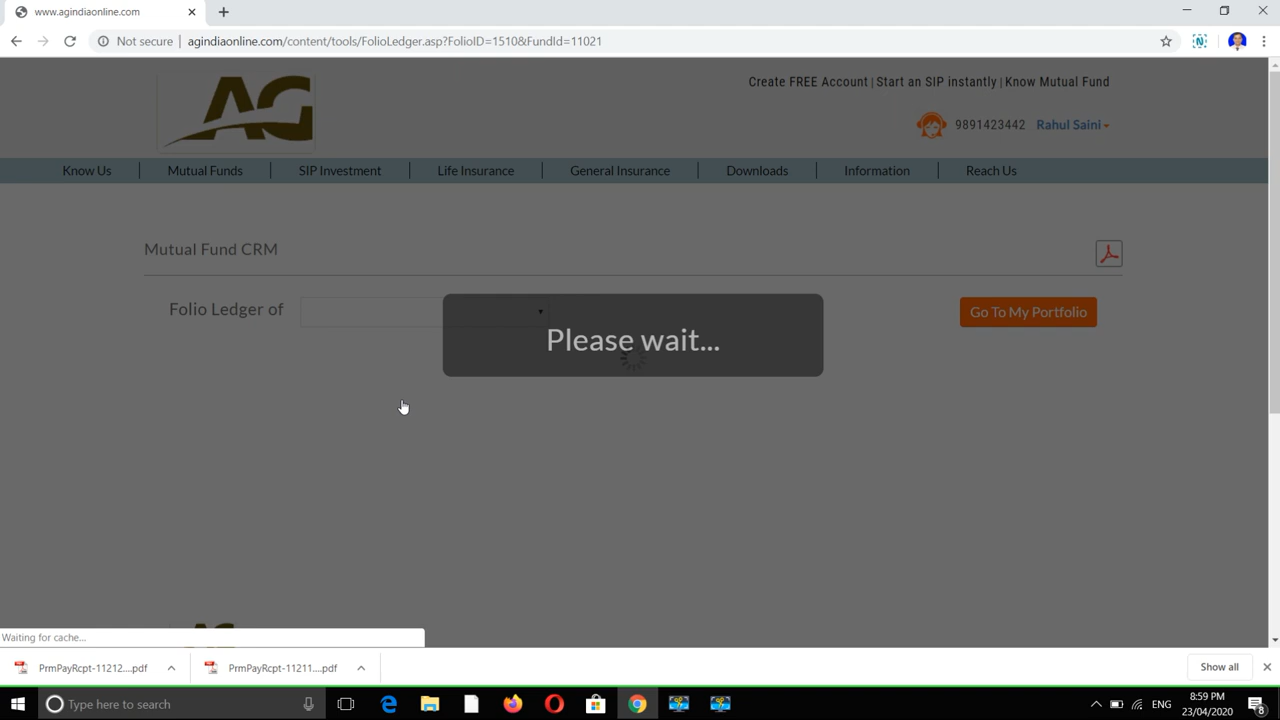 www.agindiaonline.com
Not secure | agindiaonline.com/content/tools/FolioLedger.asp?FolioID=1510&FundId=11021
AG
Create FREE Account | Start an SIP instantly | Know Mutual Fund
9891423442 Rahul Saini
Know Us | Mutual Funds | SIP Investment | Life Insurance | General Insurance | Downloads | Information | Reach Us
Mutual Fund CRM
Folio Ledger of
Go To My Portfolio
Please wait...
Waiting for cache...
PrmPayRcpt-11212....pdf
PrmPayRcpt-11211....pdf
Show all
Type here to search
ENG
8:59 PM
23/04/2020
8